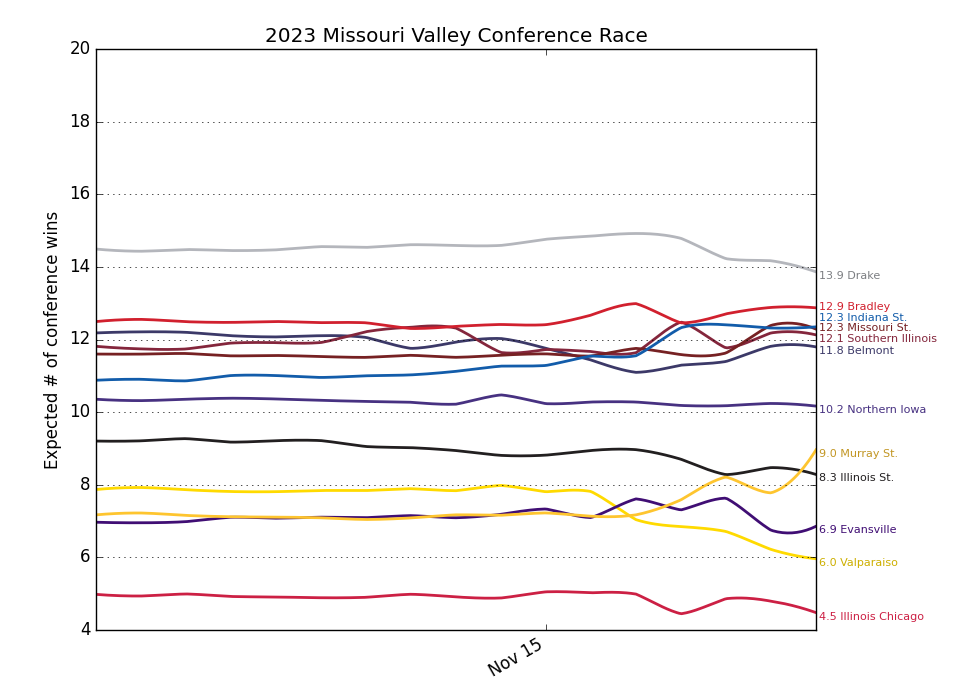 2023 Missouri Valley Conference Race
Expected # of conference wins
20
18
16
14
12
10
8
6
4
13.9 Drake
12.9 Bradley
12.3 Indiana St.
12.3 Missouri St.
12.1 Southern Illinois
11.8 Belmont
10.2 Northern Iowa
9.0 Murray St.
8.3 Illinois St.
6.9 Evansville
6.0 Valparaiso
4.5 Illinois Chicago
Nov 15